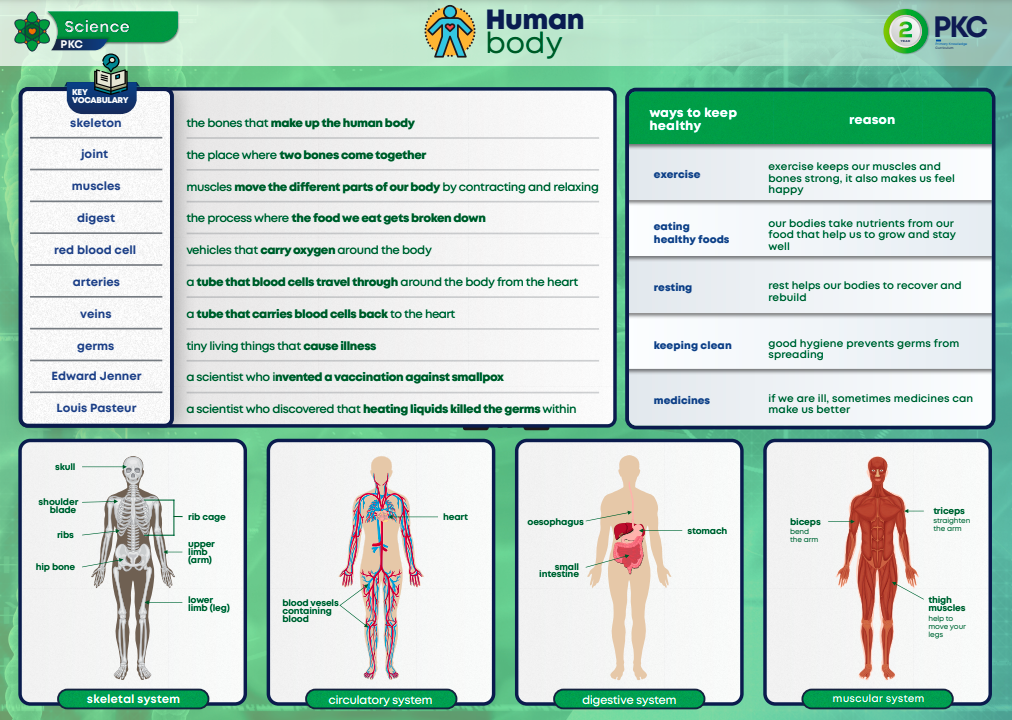 Science
PKC
Human
body
2
YEAR
PKC
Primary Knowledge
Curriculum
KEY
VOCABULARY
skeleton
the bones that make up the human body
joint
the place where two bones come together
muscles
muscles move the different parts of our body by contracting and relaxing
digest
the process where the food we eat gets broken down
red blood cell
vehicles that carry oxygen around the body
arteries
a tube that blood cells travel through around the body from the heart
veins
a tube that carries blood cells back to the heart
germs
tiny living things that cause illness
Edward Jenner
a scientist who invented a vaccination against smallpox
Louis Pasteur
a scientist who discovered that heating liquids killed the germs within
ways to keep
healthy
reason
exercise
exercise keeps our muscles and
bones strong, it also makes us feel
happy
eating
healthy foods
our bodies take nutrients from our
food that help us to grow and stay
well
resting
rest helps our bodies to recover and
rebuild
keeping clean
good hygiene prevents germs from
spreading
medicines
if we are ill, sometimes medicines can
make us better
skull
shoulder
blade
ribs
hip bone
rib cage
upper
limb
(arm)
lower
limb (leg)
skeletal system
heart
blood vesels
containing
blood
circulatory system
oesophagus
stomach
small
intestine
digestive system
biceps
bend
the arm
triceps
straighten
the arm
thigh
muscles
help to
move your
legs
muscular system